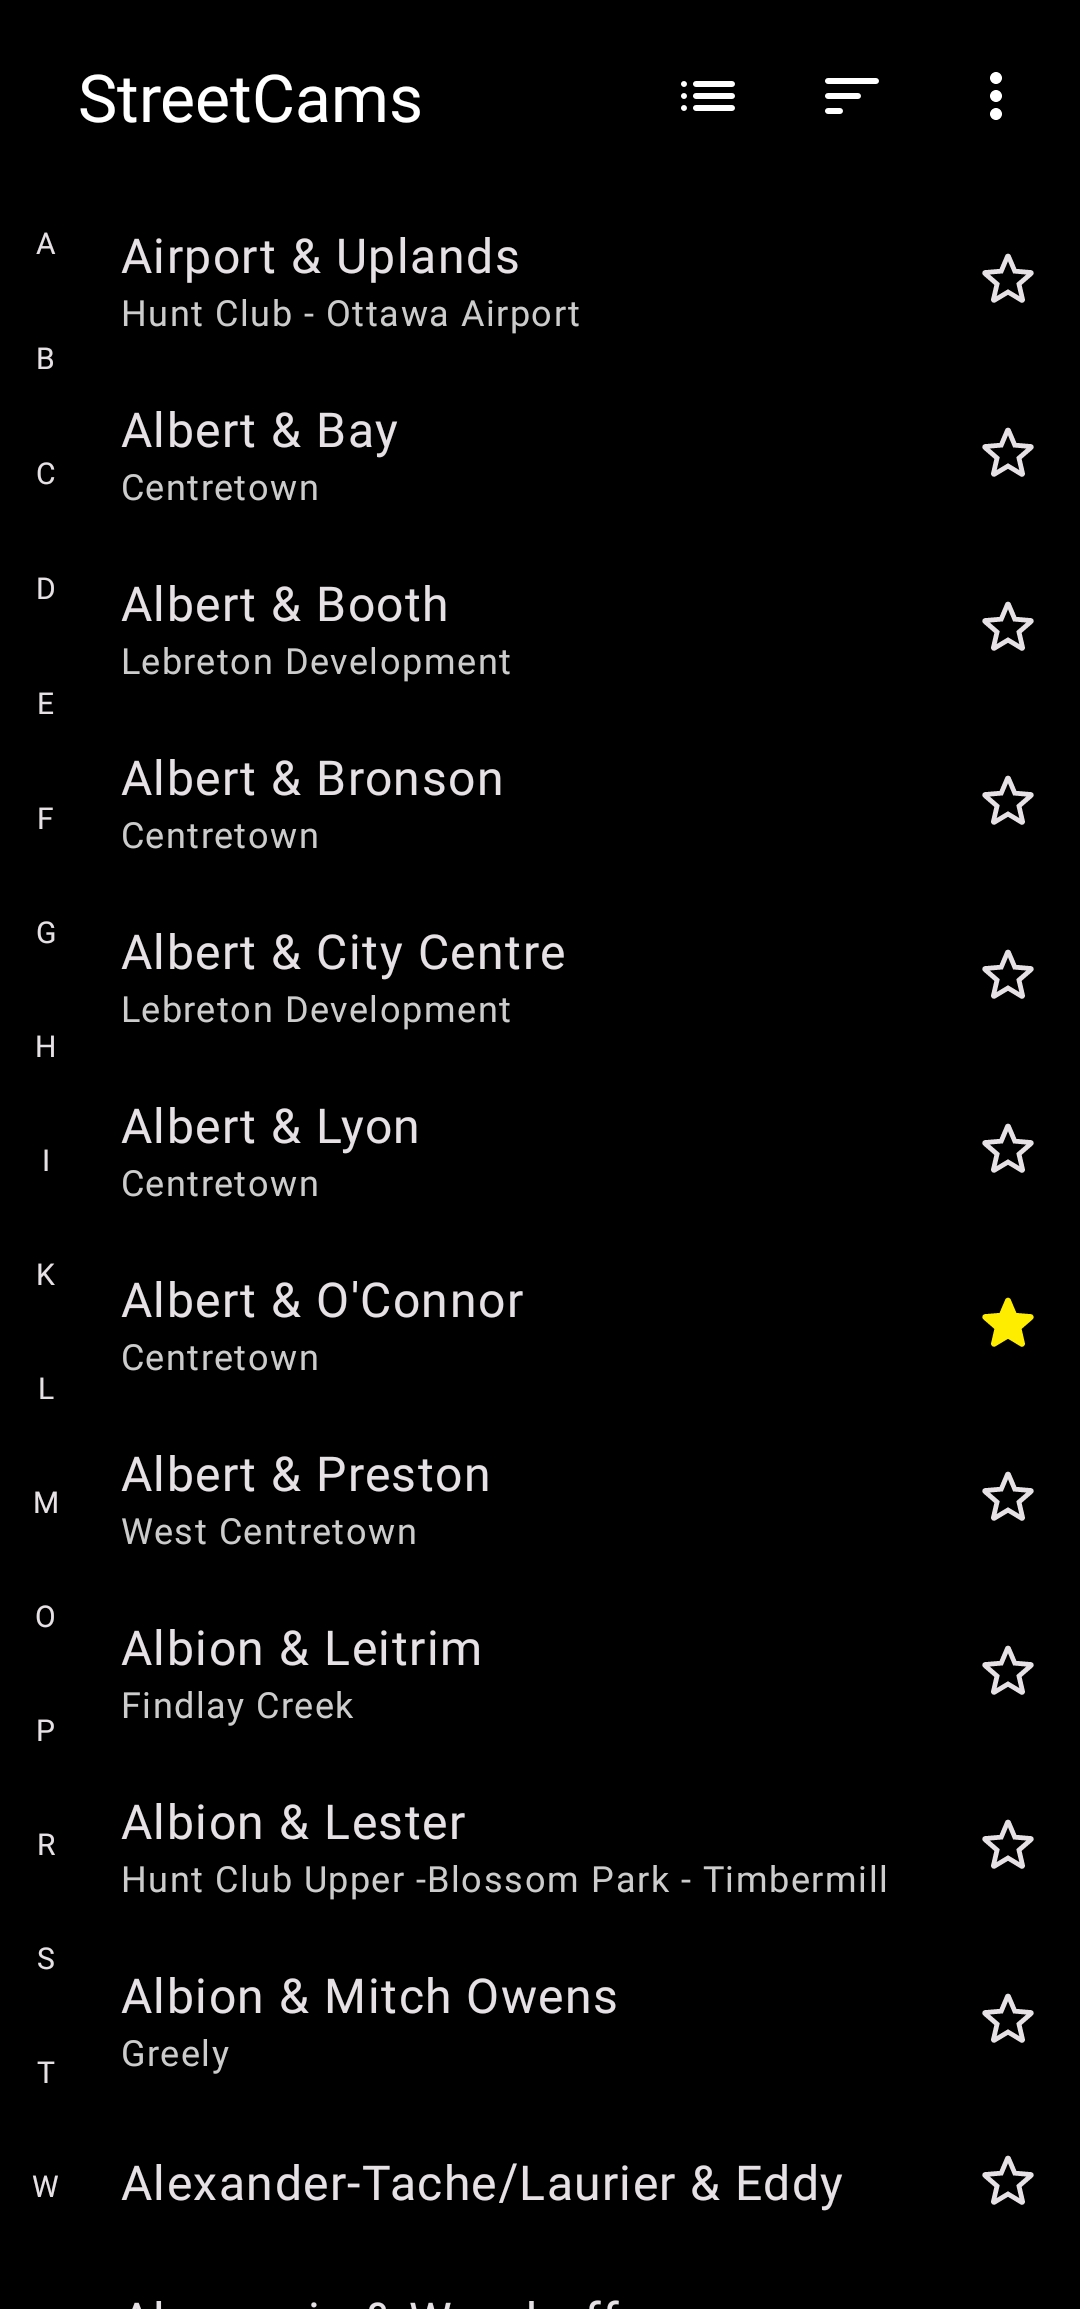 StreetCams
A
Airport & Uplands
Hunt Club - Ottawa Airport
B
Albert & Bay
C
Centretown
D
Albert & Booth
Lebreton Development
E
Albert & Bronson
F
Centretown
G
Albert & City Centre
Lebreton Development
H
Albert & Lyon
I
Centretown
K
Albert & O'Connor
Centretown
L
Albert & Preston
M
West Centretown
O
Albion & Leitrim
Findlay Creek
P
Albion & Lester
R
Hunt Club Upper -Blossom Park - Timbermill
S
Albion & Mitch Owens
Greely
T
W
Alexander-Tache/Laurier & Eddy